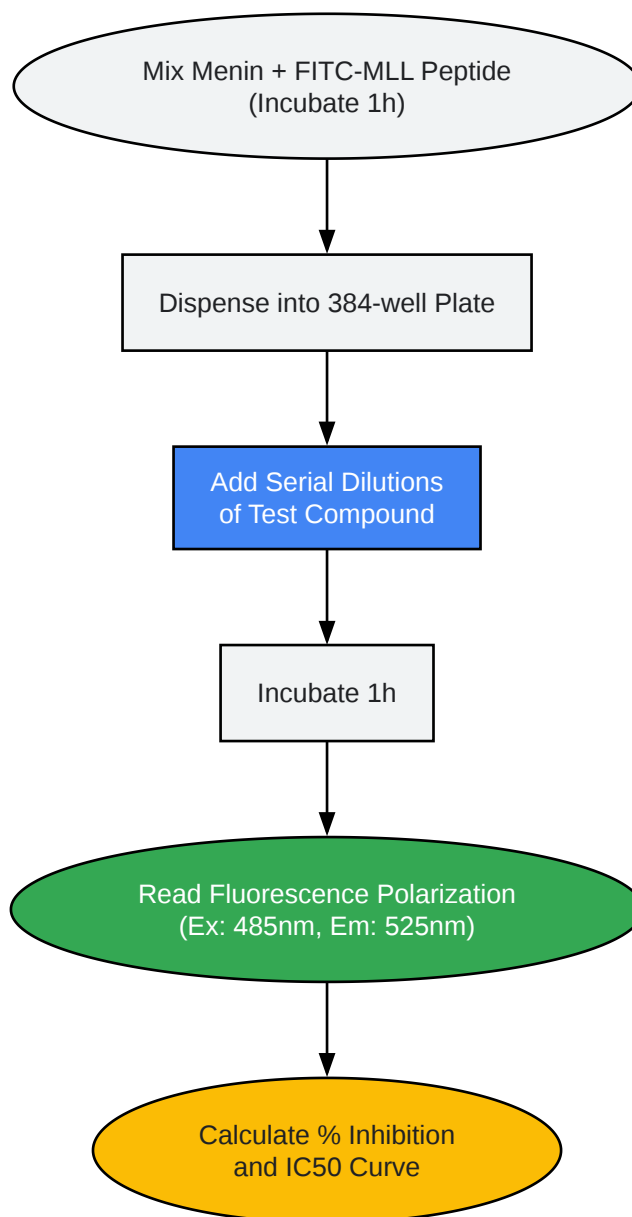 Mix Menin + FITC-MLL Peptide
(Incubate 1h)
Dispense into 384-well Plate
Add Serial Dilutions
of Test Compound
Incubate 1h
Read Fluorescence Polarization
(Ex: 485nm, Em: 525nm)
Calculate % Inhibition
and IC50 Curve